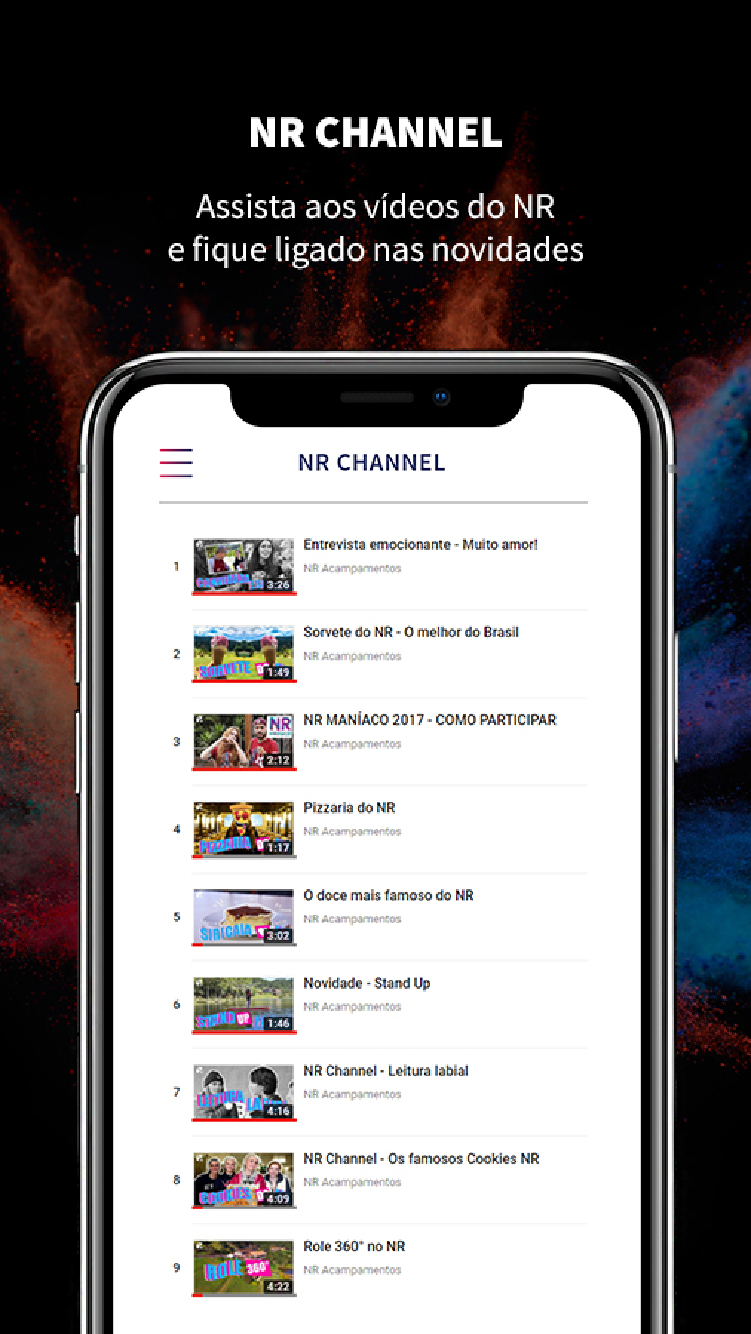 NR CHANNEL
Assista aos vídeos do NR
e fique ligado nas novidades
NR CHANNEL
1
3:26
Entrevista emocionante - Muito amor!
NR Acampamentos
2
SORVETE
1:49
Sorvete do NR - O melhor do Brasil
NR Acampamentos
3
NR
2:12
NR MANÍACO 2017 - COMO PARTICIPAR
NR Acampamentos
4
PIZZARIA
1:17
Pizzaria do NR
NR Acampamentos
5
SIRICAIA
3:02
O doce mais famoso do NR
NR Acampamentos
6
STAND UP
1:46
Novidade - Stand Up
NR Acampamentos
7
LEITURA
4:16
NR Channel - Leitura labial
NR Acampamentos
8
COOKIES
4:09
NR Channel - Os famosos Cookies NR
NR Acampamentos
9
ROLE 360°
4:22
Role 360° no NR
NR Acampamentos